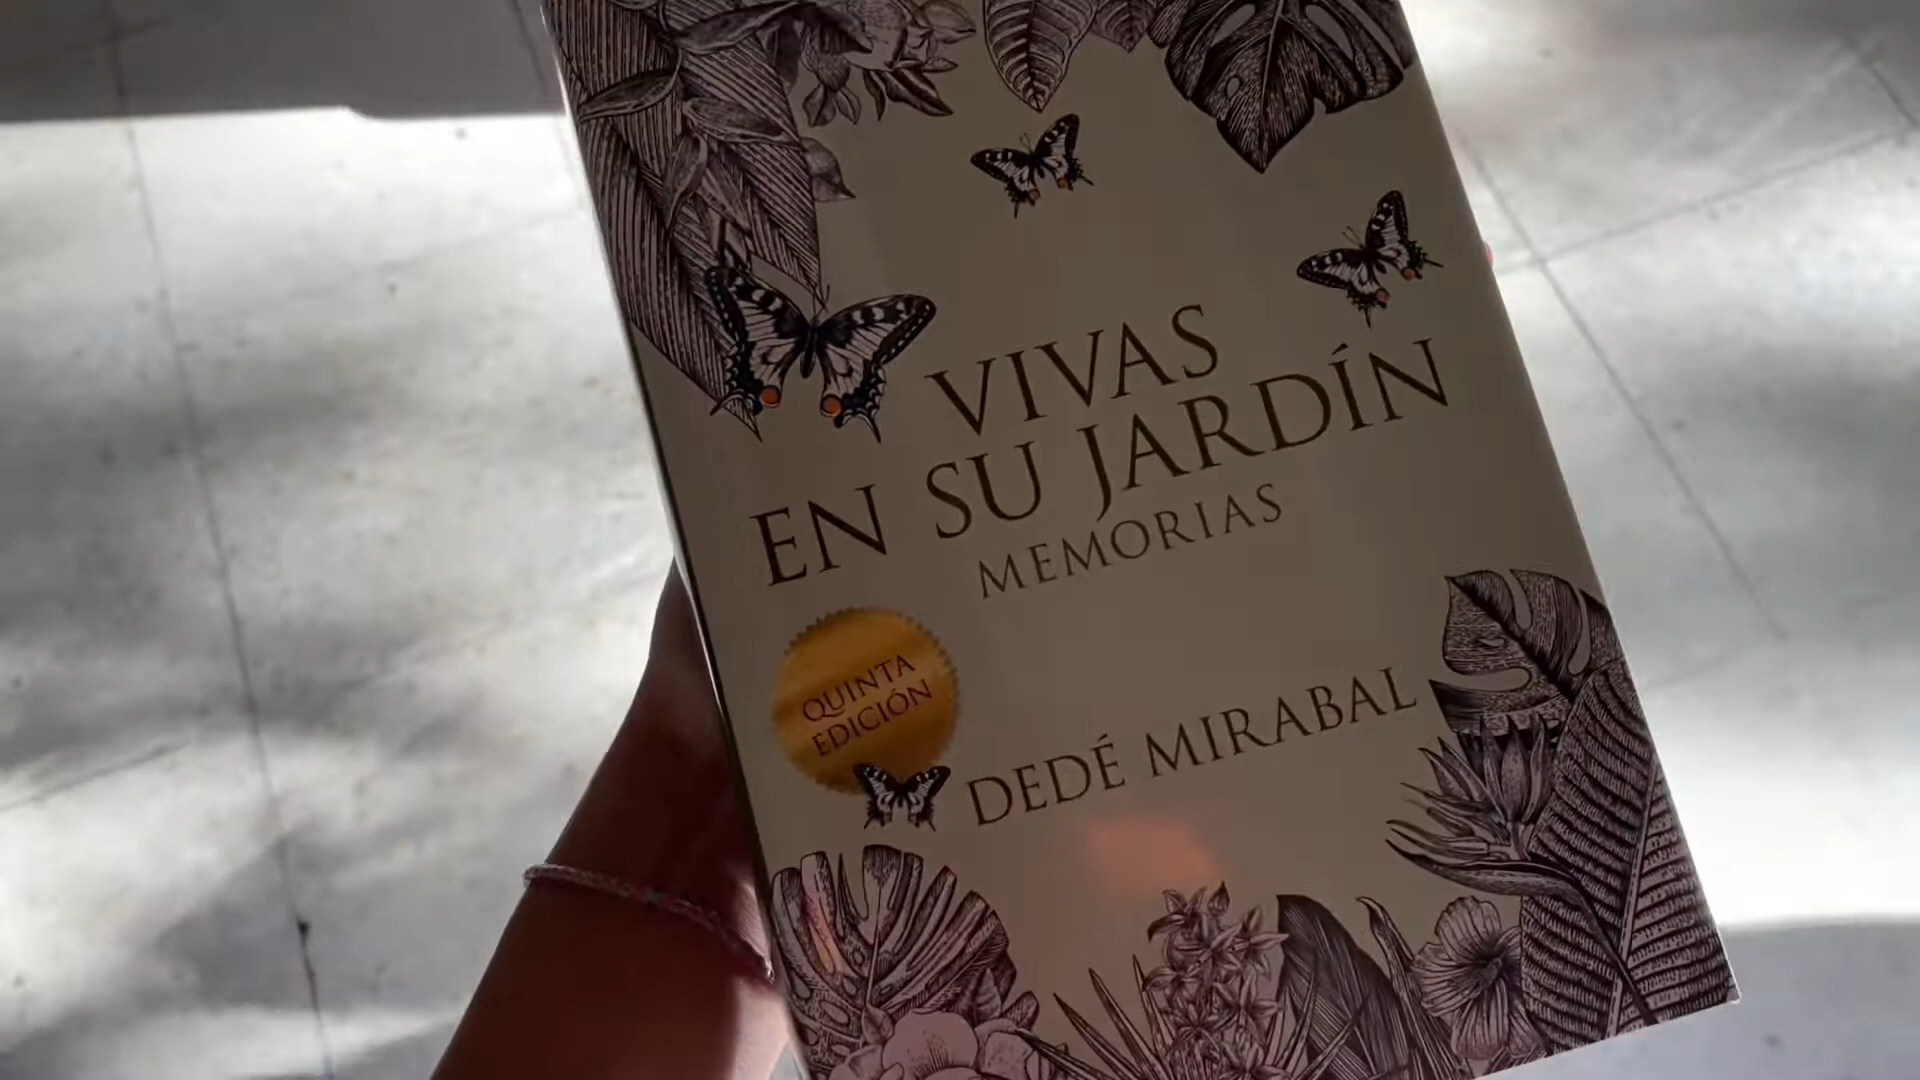 VIVAS
EN SU JARDÍN
MEMORIAS
QUINTA
EDICIÓN
DEDÉ MIRABAL